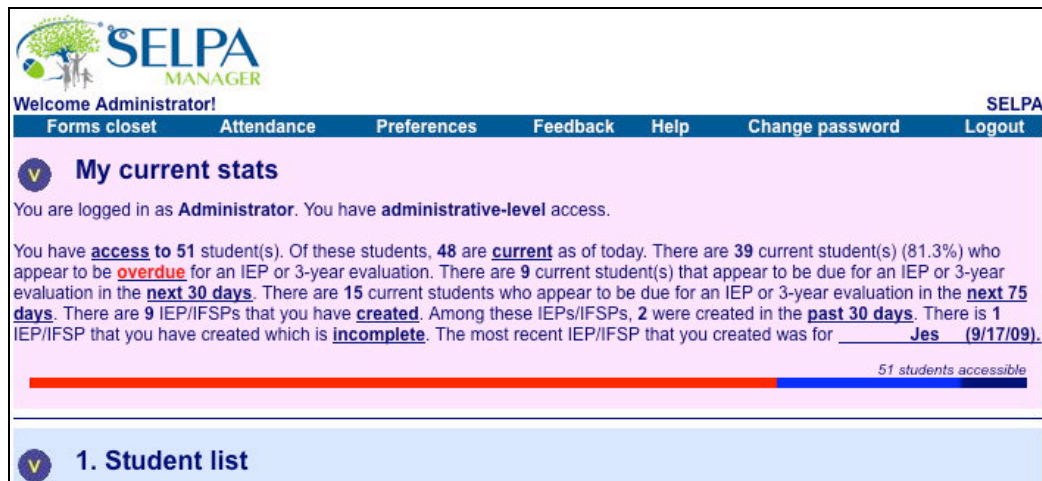 SELPA
MANAGER
Welcome Administrator! SELPA
Forms closet Attendance Preferences Feedback Help Change password Logout
V My current stats
You are logged in as Administrator. You have administrative-level access.
You have access to 51 student(s). Of these students, 48 are current as of today. There are 39 current student(s) (81.3%) who
appear to be overdue for an IEP or 3-year evaluation. There are 9 current student(s) that appear to be due for an IEP or 3-year
evaluation in the next 30 days. There are 15 current students who appear to be due for an IEP or 3-year evaluation in the next 75
days. There are 9 IEP/IFSPs that you have created. Among these IEPs/IFSPs, 2 were created in the past 30 days. There is 1
IEP/IFSP that you have created which is incomplete. The most recent IEP/IFSP that you created was for Jes (9/17/09).
51 students accessible
V 1. Student list